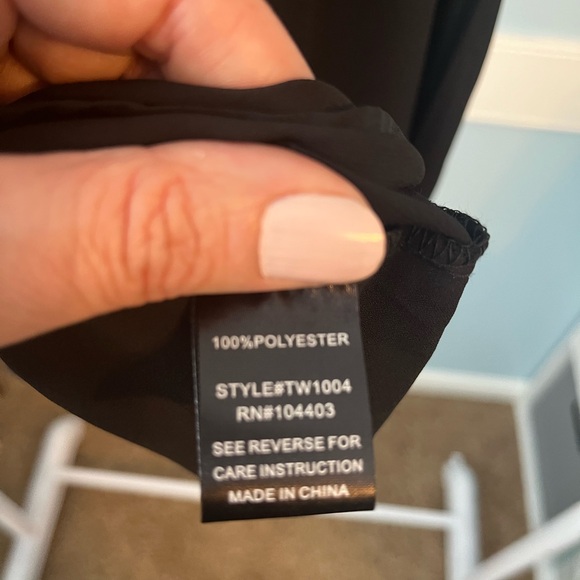 100%POLYESTER
STYLE#TW1004
RN#104403
SEE REVERSE FOR
CARE INSTRUCTION
MADE IN CHINA